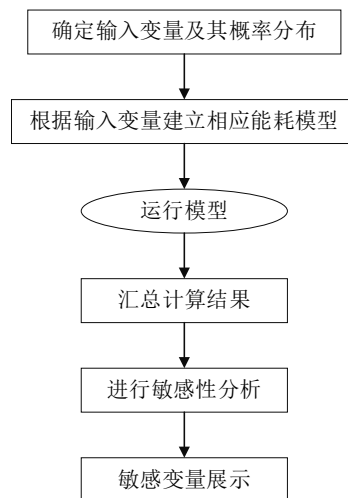 确定输入变量及其概率分布
根据输入变量建立相应能耗模型
运行模型
汇总计算结果
进行敏感性分析
敏感变量展示